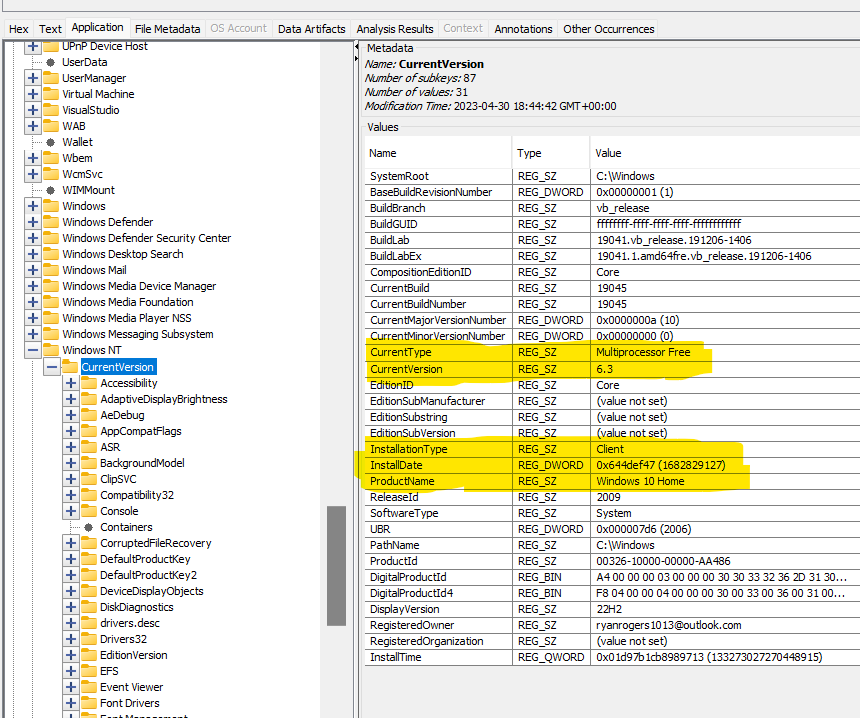 Hex Text Application File Metadata OS Account Data Artifacts Analysis Results Context Annotations Other Occurrences
UPnP Device Host
UserData
UserManager
Virtual Machine
VisualStudio
WAB
Wallet
Wbem
WcmSvc
WIMMount
Windows
Windows Defender
Windows Defender Security Center
Windows Desktop Search
Windows Mail
Windows Media Device Manager
Windows Media Foundation
Windows Media Player NSS
Windows Messaging Subsystem
Windows NT
CurrentVersion
Accessibility
AdaptiveDisplayBrightness
AeDebug
AppCompatFlags
ASR
BackgroundModel
ClipSVC
Compatibility32
Console
Containers
CorruptedFileRecovery
DefaultProductKey
DefaultProductKey2
DeviceDisplayObjects
DiskDiagnostics
drivers.desc
Drivers32
EditionVersion
EFS
Event Viewer
Font Drivers
Font Management
Metadata
Name: CurrentVersion
Number of subkeys: 87
Number of values: 31
Modification Time: 2023-04-30 18:44:42 GMT+00:00
Values
Name Type Value
SystemRoot REG_SZ C:\Windows
BaseBuildRevisionNumber REG_DWORD 0x00000001 (1)
BuildBranch REG_SZ vb_release
BuildGUID REG_SZ ffffffff-ffff-ffff-ffff-ffffffffffff
BuildLab REG_SZ 19041.vb_release.191206-1406
BuildLabEx REG_SZ 19041.1.amd64fre.vb_release.191206-1406
CompositionEditionID REG_SZ Core
CurrentBuild REG_SZ 19045
CurrentBuildNumber REG_SZ 19045
CurrentMajorVersionNumber REG_DWORD 0x0000000a (10)
CurrentMinorVersionNumber REG_DWORD 0x00000000 (0)
CurrentType REG_SZ Multiprocessor Free
CurrentVersion REG_SZ 6.3
EditionID REG_SZ Core
EditionSubManufacturer REG_SZ (value not set)
EditionSubstring REG_SZ (value not set)
EditionSubVersion REG_SZ (value not set)
InstallationType REG_SZ Client
InstallDate REG_DWORD 0x644def47 (1682829127)
ProductName REG_SZ Windows 10 Home
ReleaseId REG_SZ 2009
SoftwareType REG_SZ System
UBR REG_DWORD 0x000007d6 (2006)
PathName REG_SZ C:\Windows
ProductId REG_SZ 00326-10000-00000-AA486
DigitalProductId REG_BIN A4 00 00 00 03 00 00 00 30 30 33 32 36 2D 31 30...
DigitalProductId4 REG_BIN F8 04 00 00 04 00 00 00 30 00 33 00 36 00 31 00...
DisplayVersion REG_SZ 22H2
RegisteredOwner REG_SZ ryanrogers1013@outlook.com
RegisteredOrganization REG_SZ (value not set)
InstallTime REG_QWORD 0x01d97b1cb8989713 (133273027270448915)